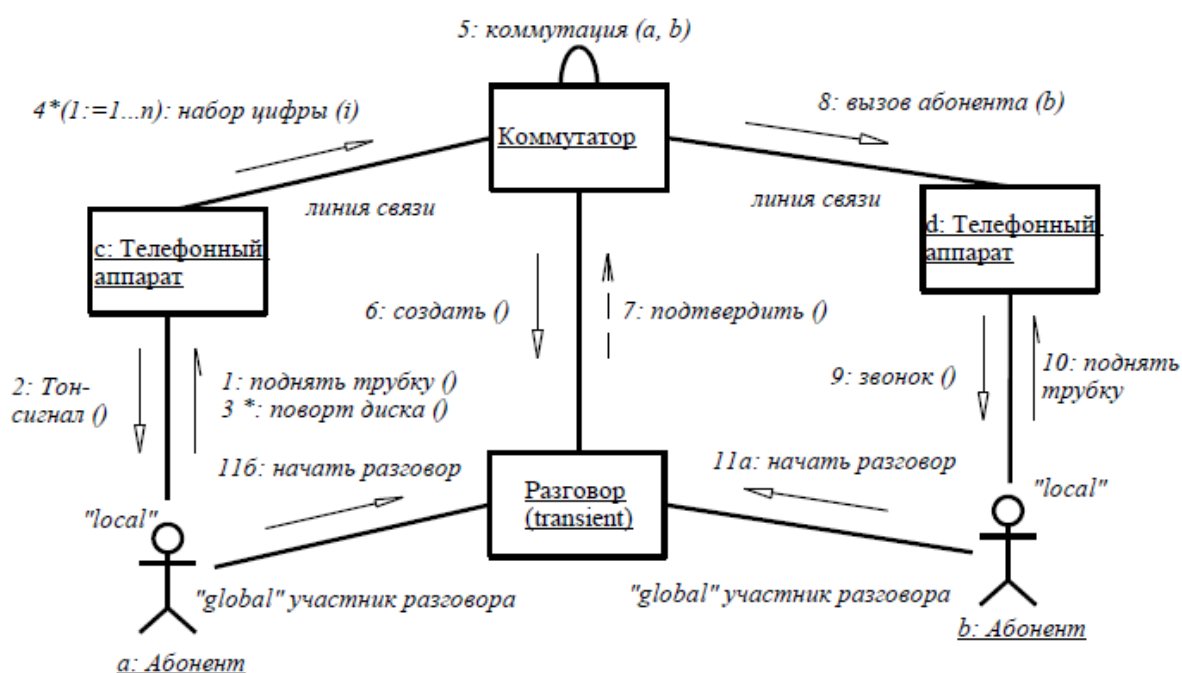 5: коммутация (a, b)
4*(1:=1...n): набор цифры (i)
8: вызов абонента (b)
Коммутатор
линия связи
линия связи
c: Телефонный
аппарат
d: Телефонный
аппарат
6: создать ()
7: подтвердить ()
2: Тон-
сигнал ()
1: поднять трубку ()
3 *: поворт диска ()
9: звонок ()
10: поднять
трубку
11б: начать разговор
11а: начать разговор
Разговор
(transient)
"local"
"local"
"global" участник разговора
"global" участник разговора
a: Абонент
b: Абонент